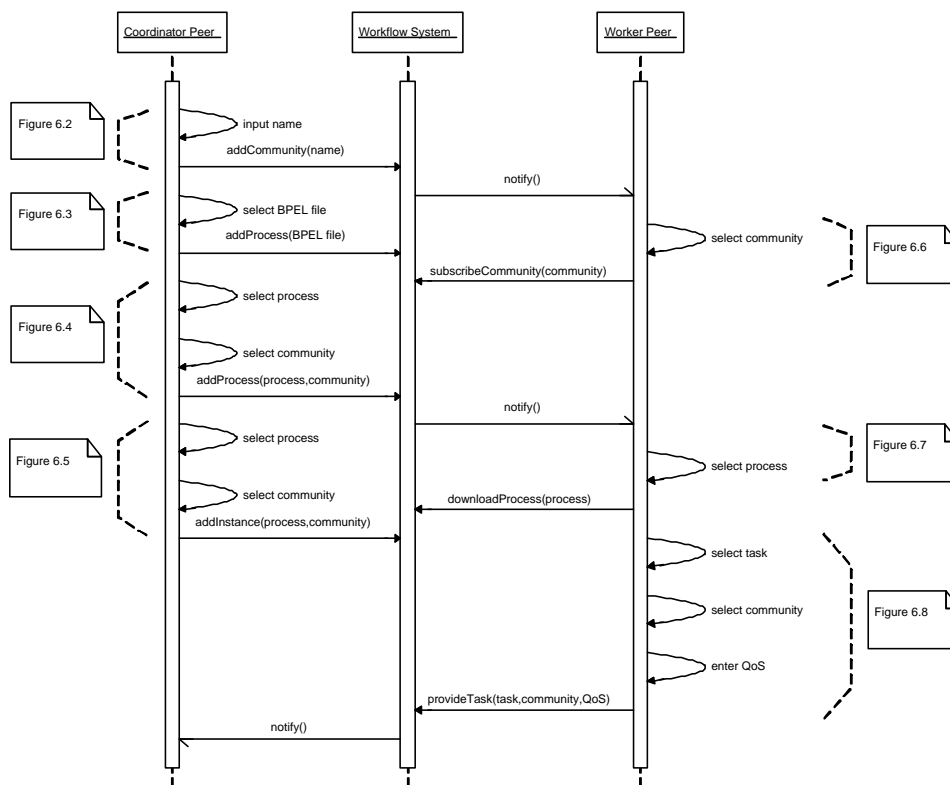 Coordinator Peer
Workflow System
Worker Peer
Figure 6.2
input name
addCommunity(name)
notify()
Figure 6.3
select BPEL file
addProcess(BPEL file)
select community
Figure 6.6
subscribeCommunity(community)
select process
Figure 6.4
select community
addProcess(process,community)
notify()
select process
Figure 6.7
Figure 6.5
select process
select community
downloadProcess(process)
addInstance(process,community)
select task
select community
Figure 6.8
enter QoS
provideTask(task,community,QoS)
notify()